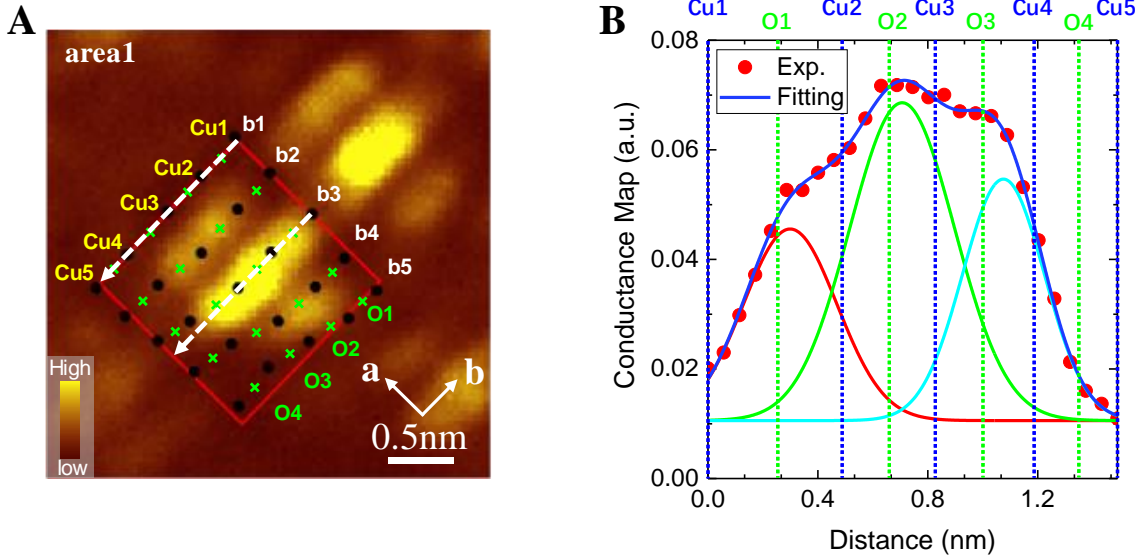 A
area1
Cu1
b1
Cu2
b2
Cu3
b3
Cu4
b4
Cu5
b5
O1
O2
O3
O4
a
b
High
low
0.5nm
B
Cu1
Cu2
Cu3
Cu4
Cu5
O1
O2
O3
O4
Exp.
Fitting
Conductance Map (a.u.)
0.08
0.06
0.04
0.02
0.00
0.0
0.4
0.8
1.2
Distance (nm)